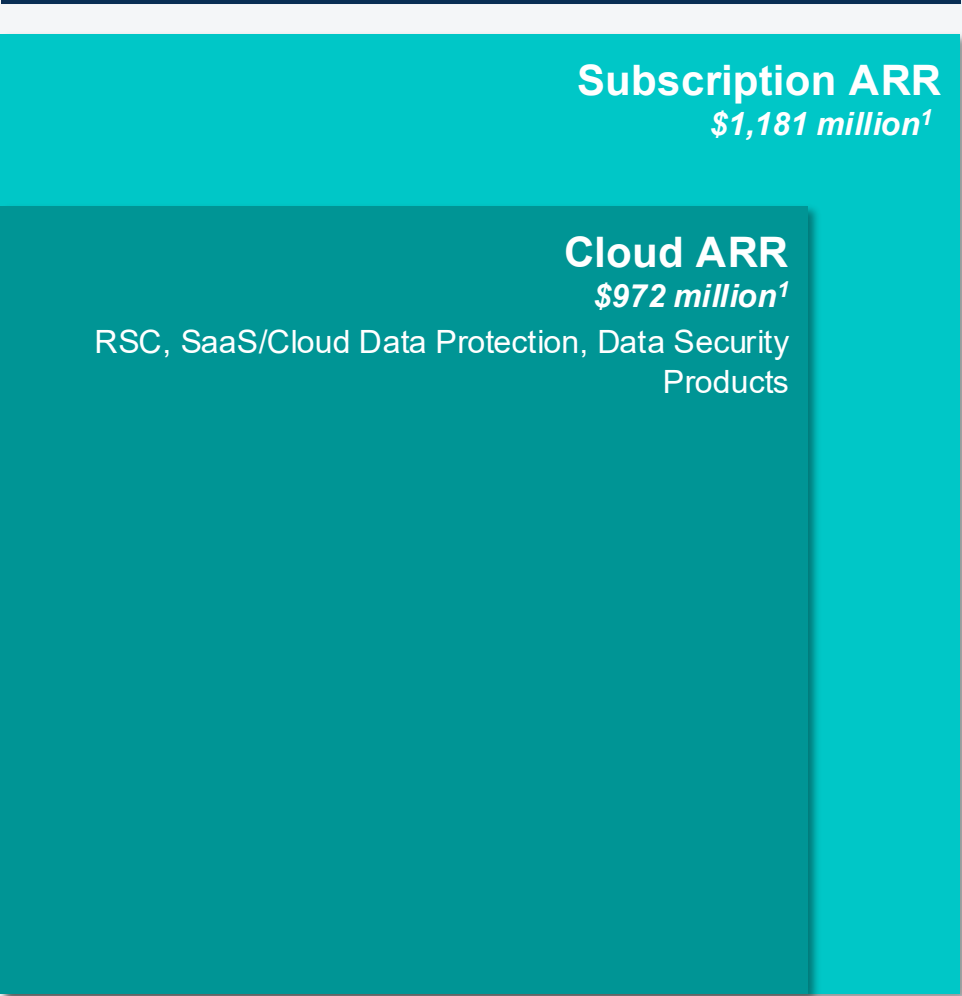 Subscription ARR
$1,181 million¹
Cloud ARR
$972 million¹
RSC, SaaS/Cloud Data Protection, Data Security
Products